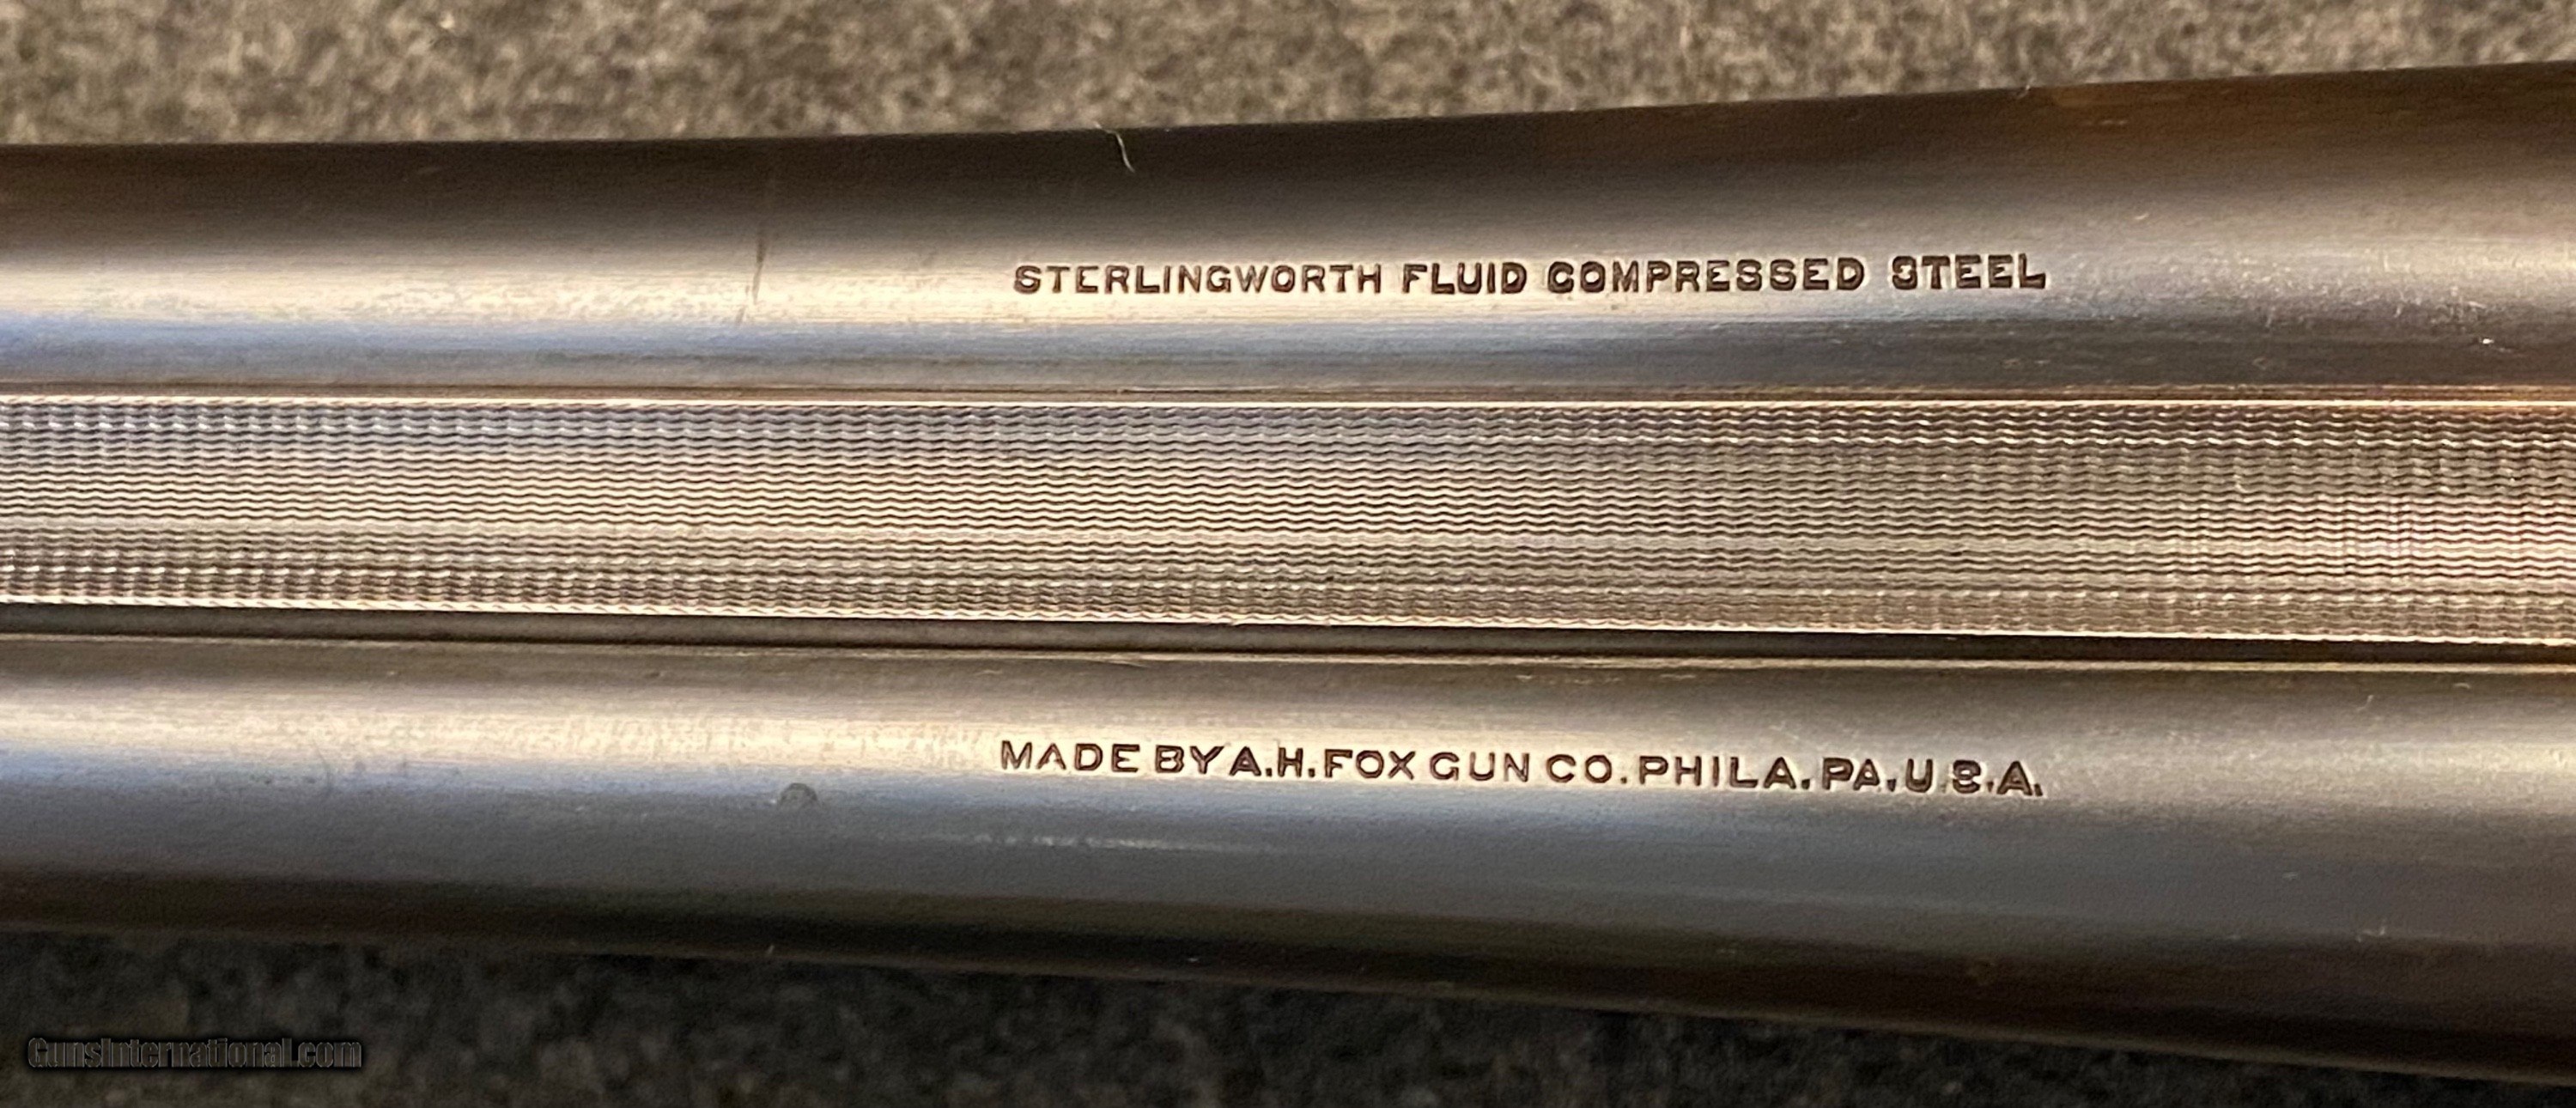 STERLINGWORTH FLUID COMPRESSED STEEL
MADE BY A.H. FOX GUN CO. PHILA. PA. U.S.A.
GunsInternational.com